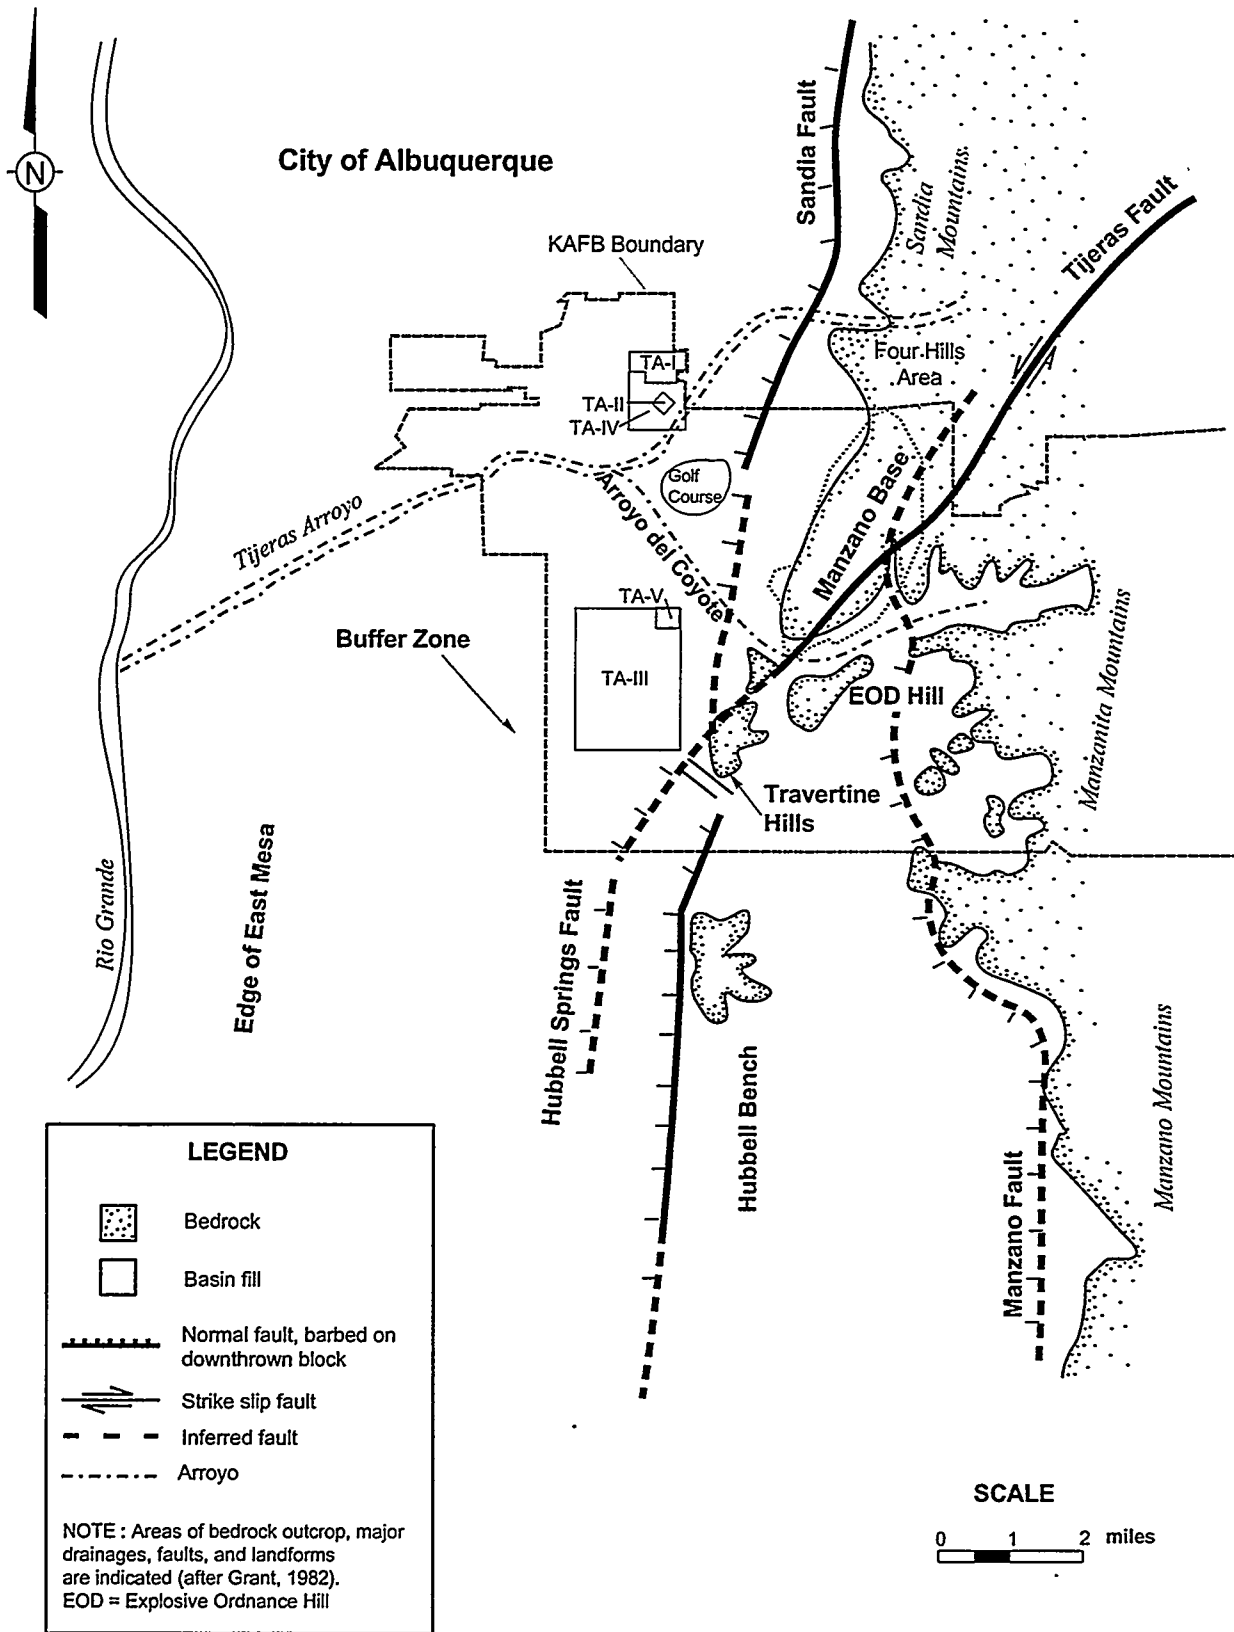 N
City of Albuquerque
KAFB Boundary
Sandia Fault
Sandia
Mountains
Tijeras Fault
Four Hills
Area
TA-I
TA-II
TA-IV
Golf
Course
Manzano Base
Tijeras Arroyo
Arroyo del Coyote
TA-V
TA-III
Buffer Zone
EOD Hill
Manzanita Mountains
Travertine
Hills
Rio Grande
Edge of East Mesa
Hubbell Springs Fault
Hubbell Bench
Manzano Fault
Manzano Mountains
LEGEND
Bedrock
Basin fill
Normal fault, barbed on
downthrown block
Strike slip fault
Inferred fault
Arroyo
NOTE : Areas of bedrock outcrop, major
drainages, faults, and landforms
are indicated (after Grant, 1982).
EOD = Explosive Ordnance Hill
SCALE
0 1 2 miles